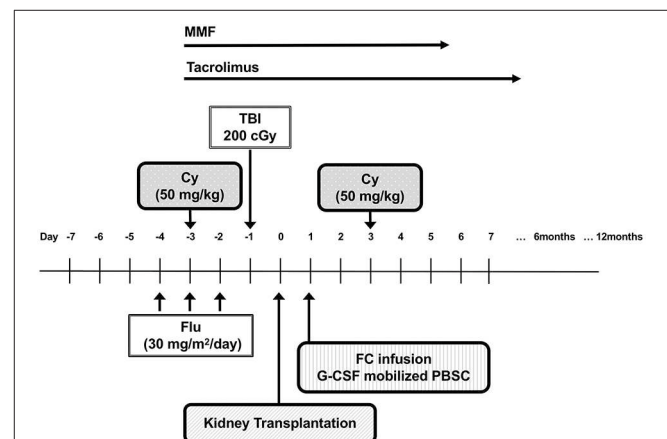 MMF
Tacrolimus
TBI
200 cGy
Cy
(50 mg/kg)
Cy
(50 mg/kg)
Day -7 -6 -5 -4 -3 -2 -1 0 1 2 3 4 5 6 7 ... 6months ... 12months
Flu
(30 mg/m²/day)
FC infusion
G-CSF mobilized PBSC
Kidney Transplantation